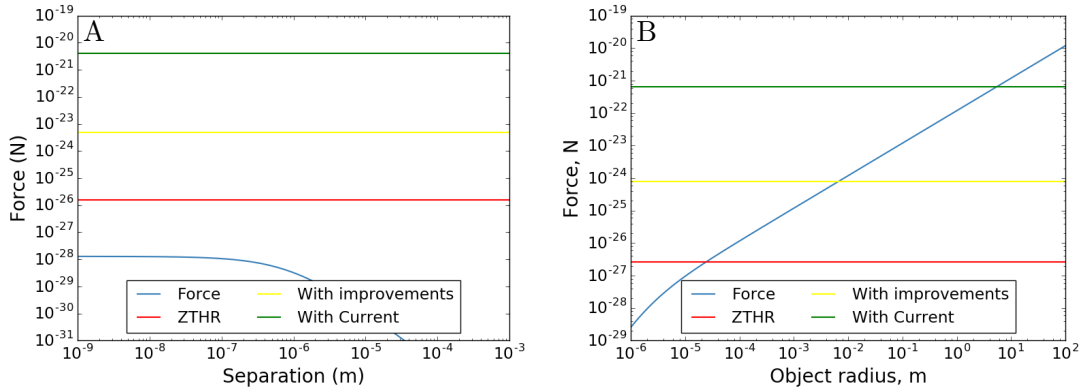 A
Force (N)
10^-19
10^-20
10^-21
10^-22
10^-23
10^-24
10^-25
10^-26
10^-27
10^-28
10^-29
10^-30
10^-31
Force
With improvements
ZTHR
With Current
10^-9 10^-8 10^-7 10^-6 10^-5 10^-4 10^-3
Separation (m)
B
Force, N
10^-19
10^-20
10^-21
10^-22
10^-23
10^-24
10^-25
10^-26
10^-27
10^-28
10^-29
Force
With improvements
ZTHR
With Current
10^-6 10^-5 10^-4 10^-3 10^-2 10^-1 10^0 10^1 10^2
Object radius, m